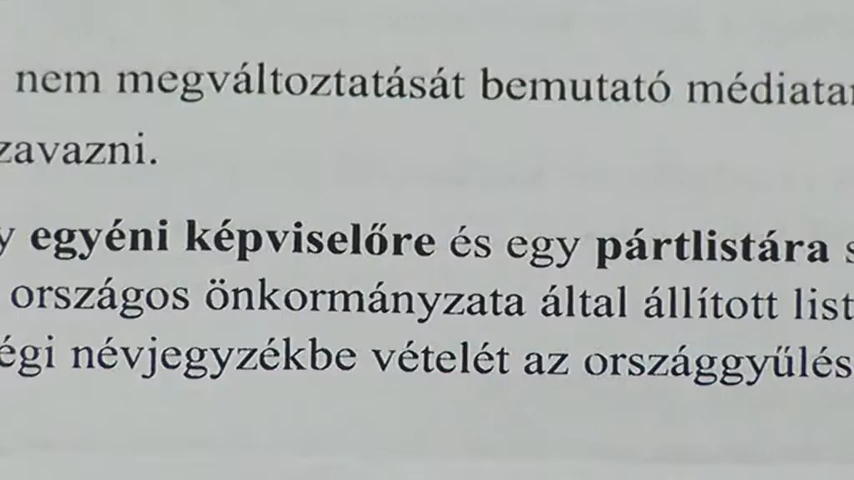 nem megváltoztatását bemutató médiatar
zavazni.
y egyéni képviselőre és egy pártlistára s
országos önkormányzata által állított list
égi névjegyzékbe vételét az országgyűlés